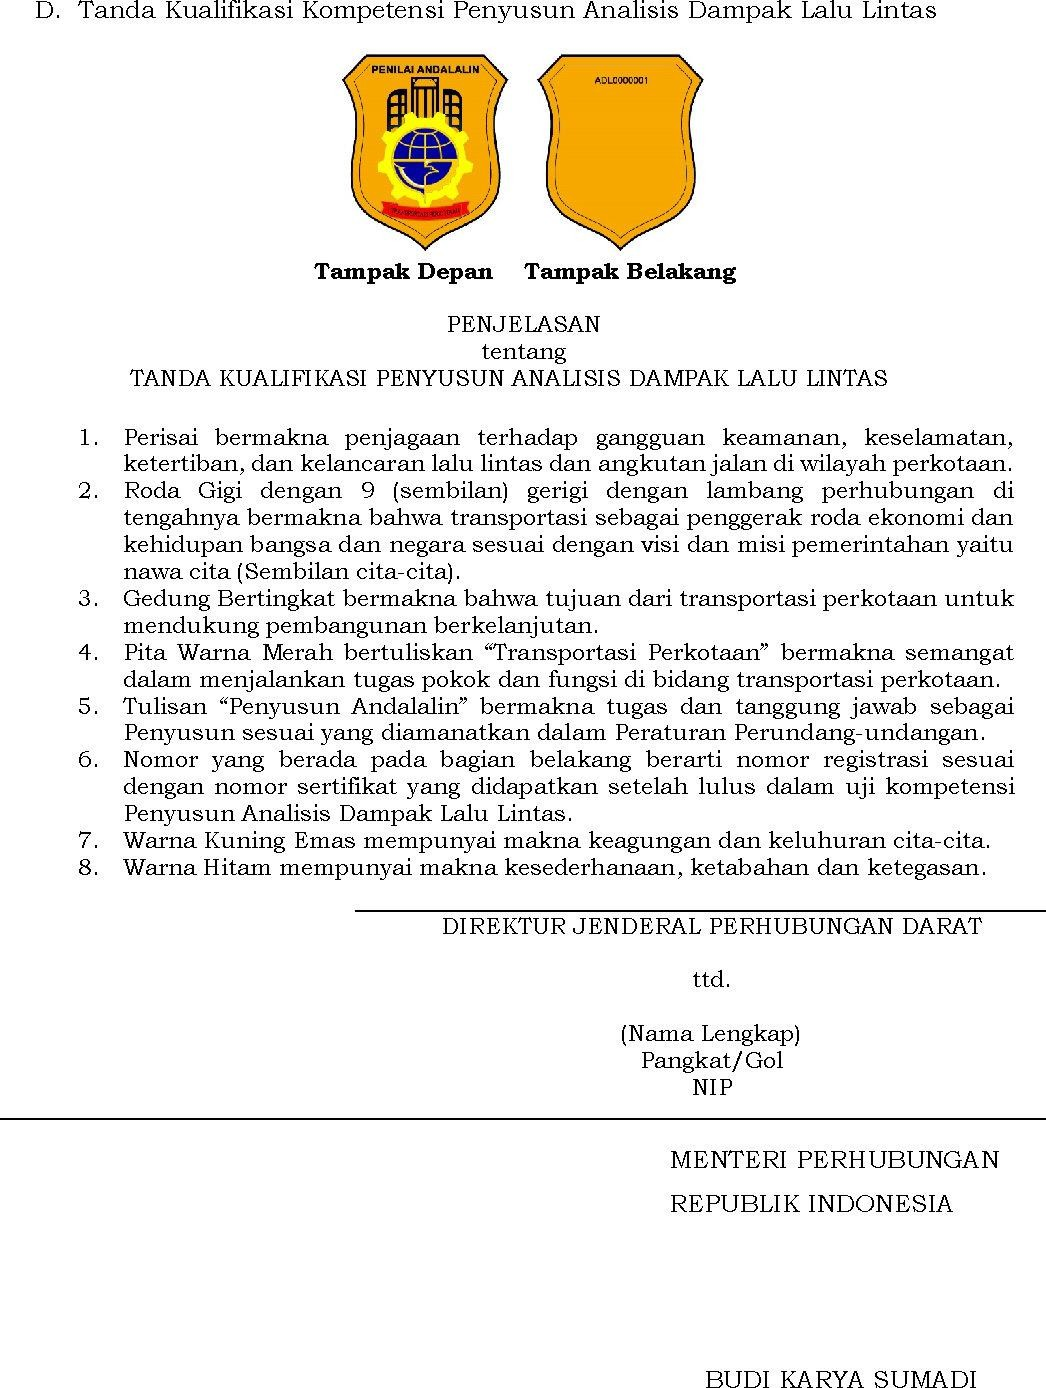 D. Tanda Kualifikasi Kompetensi Penyusun Analisis Dampak Lalu Lintas
PENILAI ANDALALIN
ADL0000001
Tampak Depan Tampak Belakang
PENJELASAN
tentang
TANDA KUALIFIKASI PENYUSUN ANALISIS DAMPAK LALU LINTAS
1. Perisai bermakna penjagaan terhadap gangguan keamanan, keselamatan,
ketertiban, dan kelancaran lalu lintas dan angkutan jalan di wilayah perkotaan.
2. Roda Gigi dengan 9 (sembilan) gerigi dengan lambang perhubungan di
tengahnya bermakna bahwa transportasi sebagai penggerak roda ekonomi dan
kehidupan bangsa dan negara sesuai dengan visi dan misi pemerintahan yaitu
nawa cita (Sembilan cita-cita).
3. Gedung Bertingkat bermakna bahwa tujuan dari transportasi perkotaan untuk
mendukung pembangunan berkelanjutan.
4. Pita Warna Merah bertuliskan “Transportasi Perkotaan” bermakna semangat
dalam menjalankan tugas pokok dan fungsi di bidang transportasi perkotaan.
5. Tulisan “Penyusun Andalalin” bermakna tugas dan tanggung jawab sebagai
Penyusun sesuai yang diamanatkan dalam Peraturan Perundang-undangan.
6. Nomor yang berada pada bagian belakang berarti nomor registrasi sesuai
dengan nomor sertifikat yang didapatkan setelah lulus dalam uji kompetensi
Penyusun Analisis Dampak Lalu Lintas.
7. Warna Kuning Emas mempunyai makna keagungan dan keluhuran cita-cita.
8. Warna Hitam mempunyai makna kesederhanaan, ketabahan dan ketegasan.
DIREKTUR JENDERAL PERHUBUNGAN DARAT
ttd.
(Nama Lengkap)
Pangkat/Gol
NIP
MENTERI PERHUBUNGAN
REPUBLIK INDONESIA
BUDI KARYA SUMADI